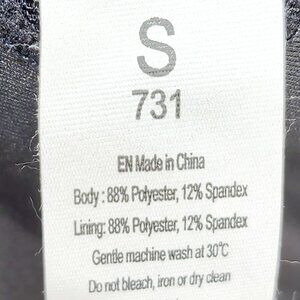 S
731
EN Made in China
Body : 88% Polyester, 12% Spandex
Lining: 88% Polyester, 12% Spandex
Gentle machine wash at 30°C
Do not bleach, iron or dry clean